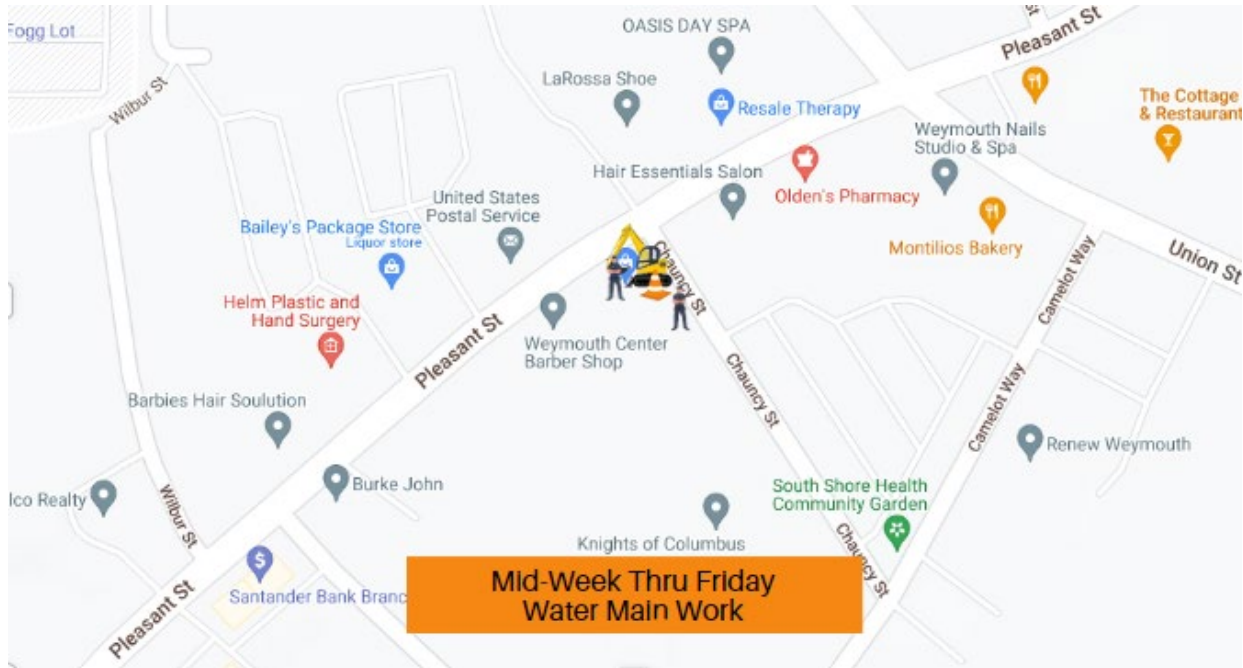 Fogg Lot
OASIS DAY SPA
Pleasant St
LaRossa Shoe
Wilbur St
Resale Therapy
The Cottage
& Restaurant
Weymouth Nails
Studio & Spa
Hair Essentials Salon
Olden's Pharmacy
United States
Postal Service
Bailey's Package Store
Liquor store
Montilios Bakery
Union St
Chauncy St
Camelot Way
Helm Plastic and
Hand Surgery
Pleasant St
Weymouth Center
Barber Shop
Chauncy St
Barbies Hair Soulution
Camelot Way
Renew Weymouth
lco Realty
Burke John
Wilbur St
South Shore Health
Community Garden
Knights of Columbus
Chauncy St
Santander Bank Branc
Pleasant St
Mid-Week Thru Friday
Water Main Work